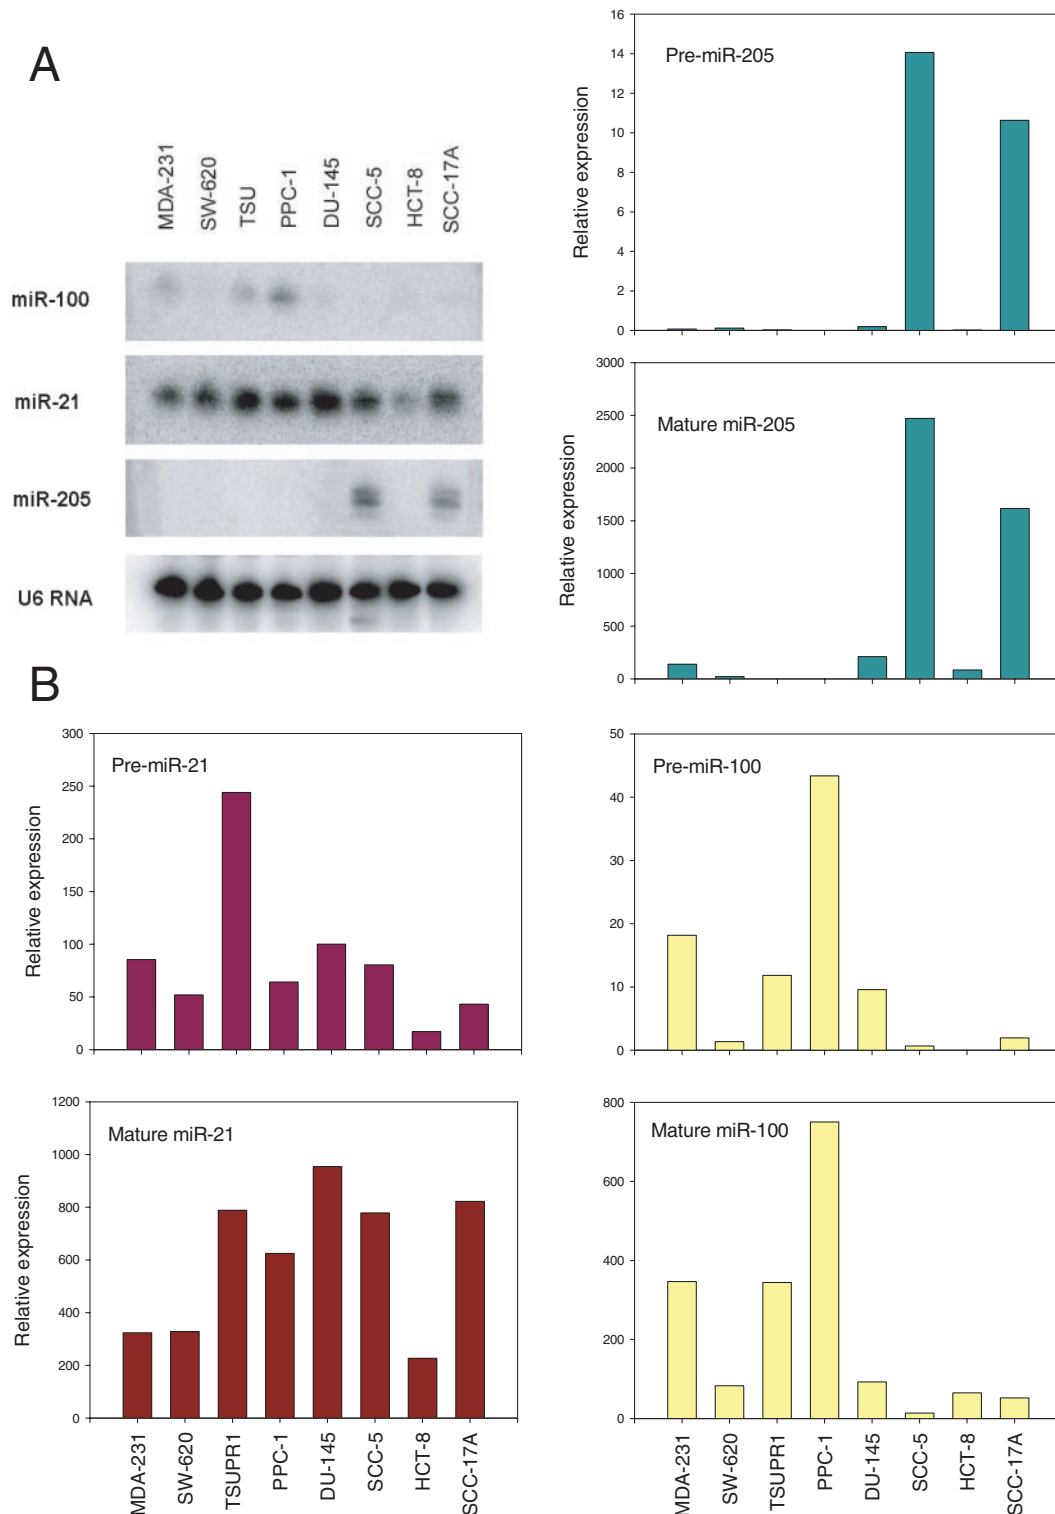 A
MDA-231
SW-620
TSU
PPC-1
DU-145
SCC-5
HCT-8
SCC-17A
miR-100
miR-21
miR-205
U6 RNA
Pre-miR-205
Relative expression
16
14
12
10
8
6
4
2
0
Mature miR-205
Relative expression
3000
2500
2000
1500
1000
500
0
B
Pre-miR-21
Relative expression
300
250
200
150
100
50
0
Pre-miR-100
50
40
30
20
10
0
Mature miR-21
Relative expression
1200
1000
800
600
400
200
0
MDA-231
SW-620
TSUPR1
PPC-1
DU-145
SCC-5
HCT-8
SCC-17A
Mature miR-100
800
600
400
200
0
MDA-231
SW-620
TSUPR1
PPC-1
DU-145
SCC-5
HCT-8
SCC-17A